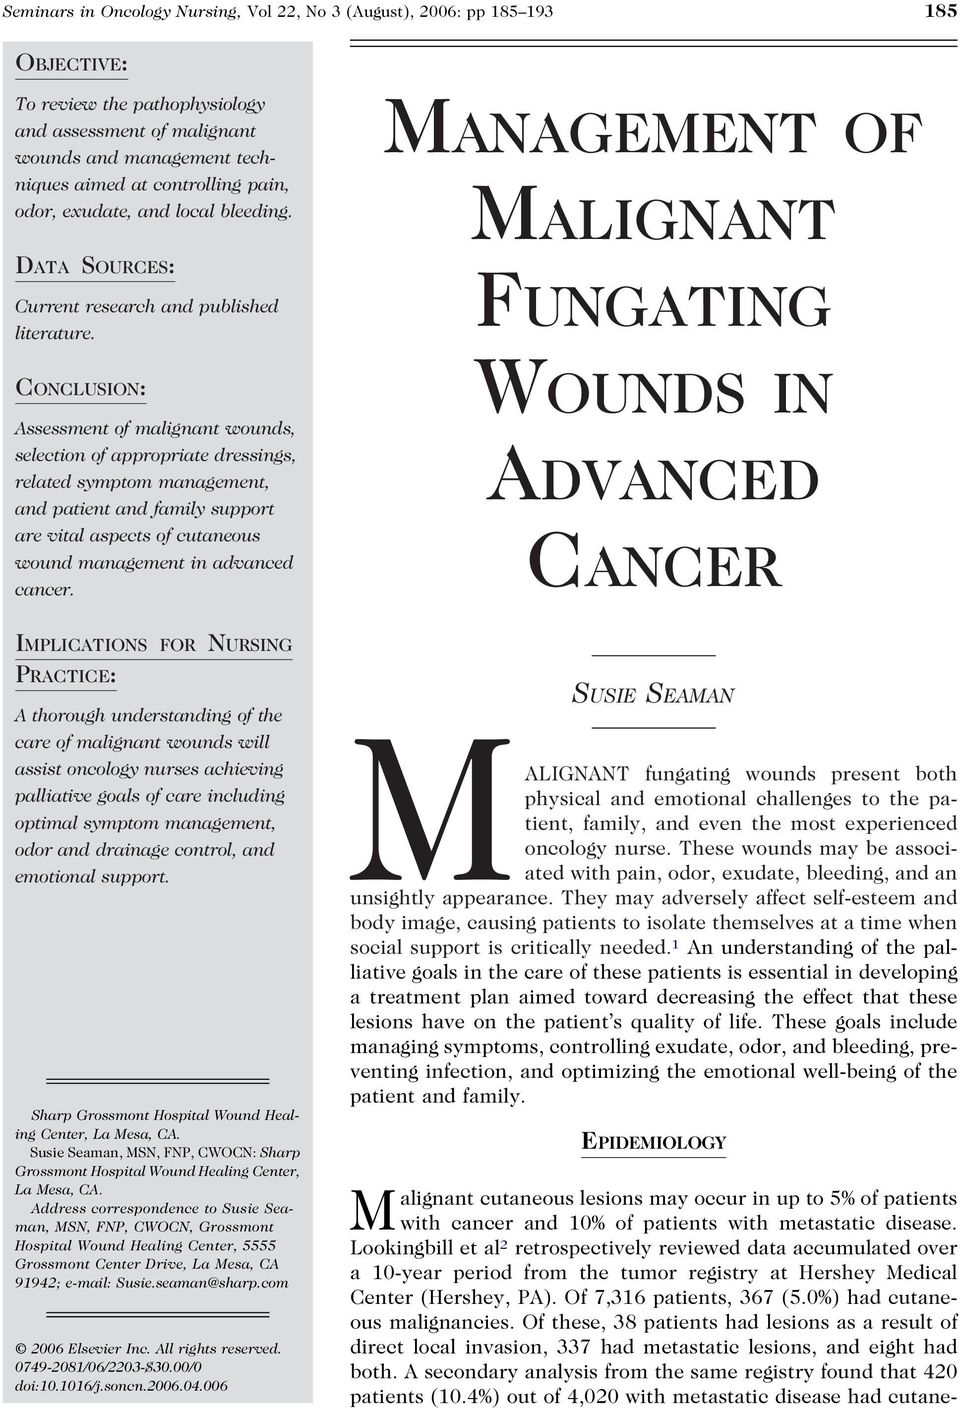 Seminars in Oncology Nursing, Vol 22, No 3 (August), 2006: pp 185–193 185
OBJECTIVE:
To review the pathophysiology
and assessment of malignant
wounds and management tech-
niques aimed at controlling pain,
odor, exudate, and local bleeding.
DATA SOURCES:
Current research and published
literature.
CONCLUSION:
Assessment of malignant wounds,
selection of appropriate dressings,
related symptom management,
and patient and family support
are vital aspects of cutaneous
wound management in advanced
cancer.
IMPLICATIONS FOR NURSING
PRACTICE:
A thorough understanding of the
care of malignant wounds will
assist oncology nurses achieving
palliative goals of care including
optimal symptom management,
odor and drainage control, and
emotional support.
Sharp Grossmont Hospital Wound Heal-
ing Center, La Mesa, CA.
Susie Seaman, MSN, FNP, CWOCN: Sharp
Grossmont Hospital Wound Healing Center,
La Mesa, CA.
Address correspondence to Susie Sea-
man, MSN, FNP, CWOCN, Grossmont
Hospital Wound Healing Center, 5555
Grossmont Center Drive, La Mesa, CA
91942; e-mail: Susie.seaman@sharp.com
© 2006 Elsevier Inc. All rights reserved.
0749-2081/06/2203-$30.00/0
doi:10.1016/j.soncn.2006.04.006
MANAGEMENT OF
MALIGNANT
FUNGATING
WOUNDS IN
ADVANCED
CANCER
SUSIE SEAMAN
MALIGNANT fungating wounds present both
physical and emotional challenges to the pa-
tient, family, and even the most experienced
oncology nurse. These wounds may be associ-
ated with pain, odor, exudate, bleeding, and an
unsightly appearance. They may adversely affect self-esteem and
body image, causing patients to isolate themselves at a time when
social support is critically needed.1 An understanding of the pal-
liative goals in the care of these patients is essential in developing
a treatment plan aimed toward decreasing the effect that these
lesions have on the patient's quality of life. These goals include
managing symptoms, controlling exudate, odor, and bleeding, pre-
venting infection, and optimizing the emotional well-being of the
patient and family.
EPIDEMIOLOGY
Malignant cutaneous lesions may occur in up to 5% of patients
with cancer and 10% of patients with metastatic disease.
Lookingbill et al2 retrospectively reviewed data accumulated over
a 10-year period from the tumor registry at Hershey Medical
Center (Hershey, PA). Of 7,316 patients, 367 (5.0%) had cutane-
ous malignancies. Of these, 38 patients had lesions as a result of
direct local invasion, 337 had metastatic lesions, and eight had
both. A secondary analysis from the same registry found that 420
patients (10.4%) out of 4,020 with metastatic disease had cutane-